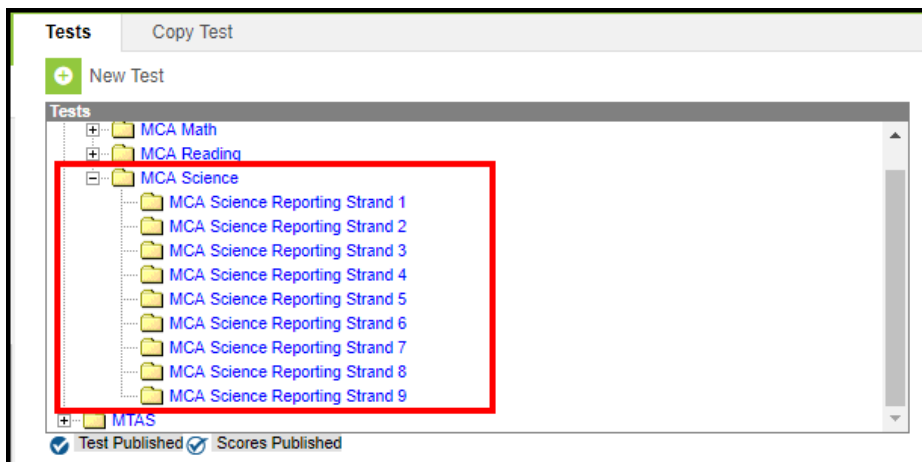 Tests Copy Test
New Test
Tests
MCA Math
MCA Reading
MCA Science
MCA Science Reporting Strand 1
MCA Science Reporting Strand 2
MCA Science Reporting Strand 3
MCA Science Reporting Strand 4
MCA Science Reporting Strand 5
MCA Science Reporting Strand 6
MCA Science Reporting Strand 7
MCA Science Reporting Strand 8
MCA Science Reporting Strand 9
MTAS
Test Published Scores Published